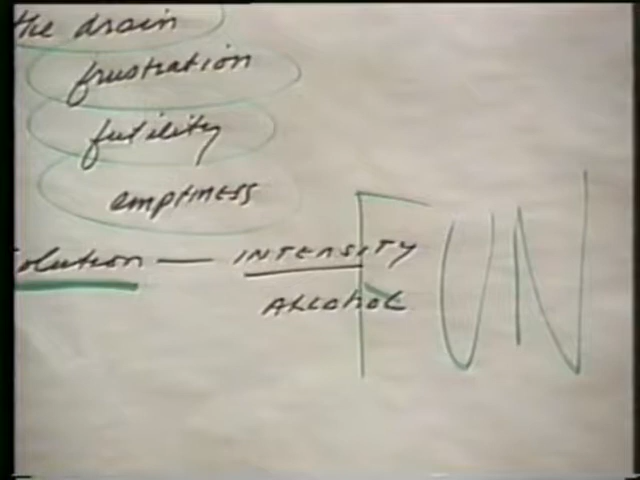 the drain
frustration
futility
emptiness
olution — INTENSITY
ALCOHOL
FUN